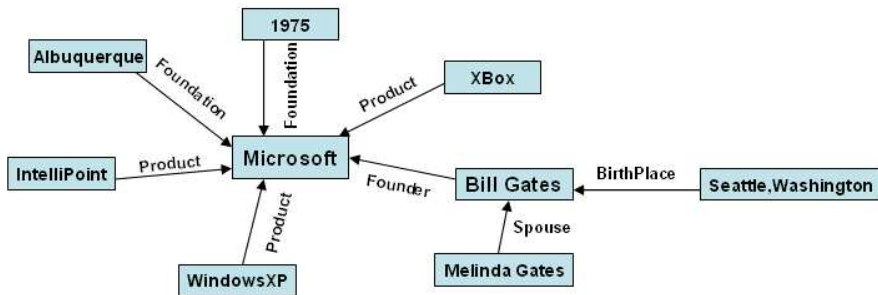 1975
Albuquerque
Foundation
Foundation
XBox
Product
Microsoft
IntelliPoint
Product
Founder
Bill Gates
BirthPlace
Seattle,Washington
Product
Spouse
WindowsXP
Melinda Gates